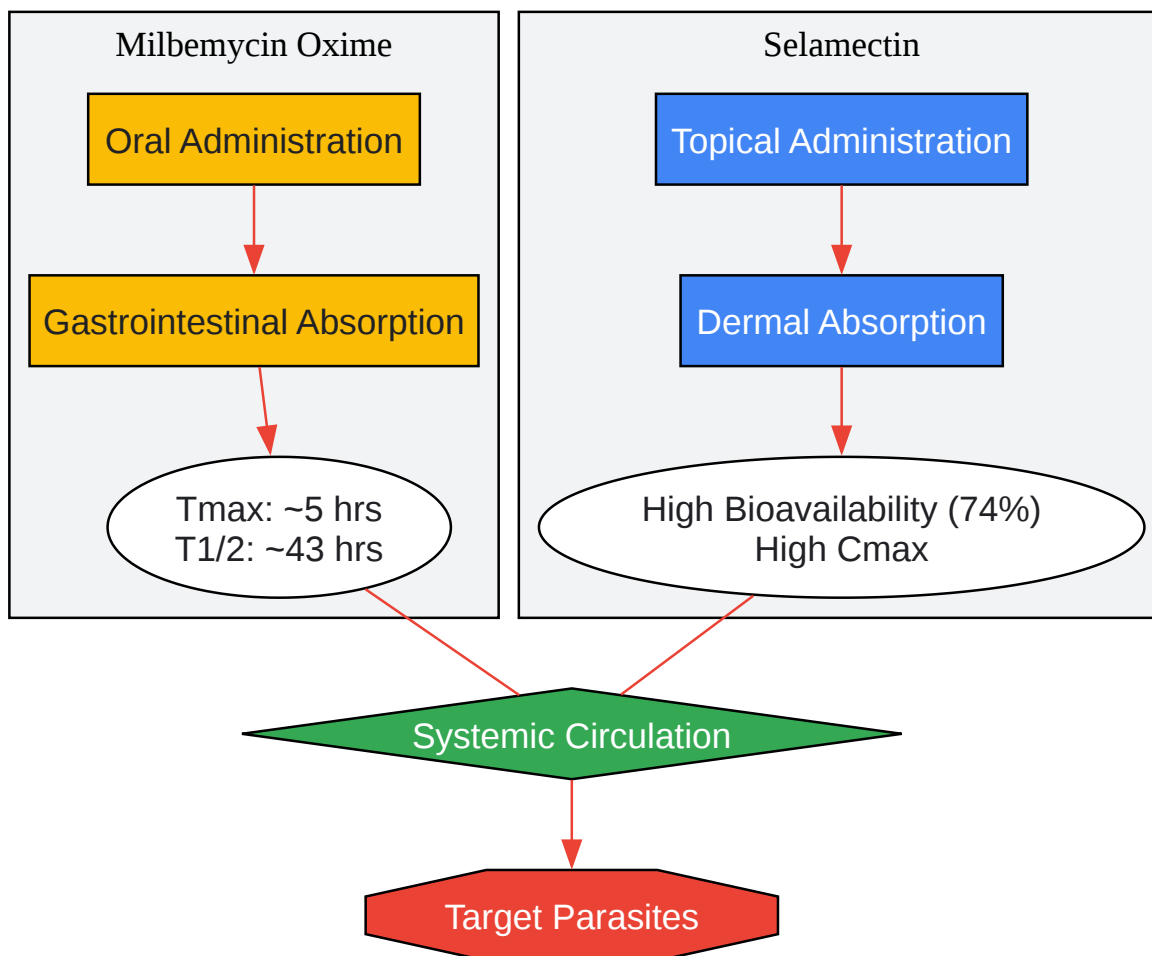 Milbemycin Oxime
Oral Administration
Gastrointestinal Absorption
Tmax: ~5 hrs
T1/2: ~43 hrs
Selamectin
Topical Administration
Dermal Absorption
High Bioavailability (74%)
High Cmax
Systemic Circulation
Target Parasites